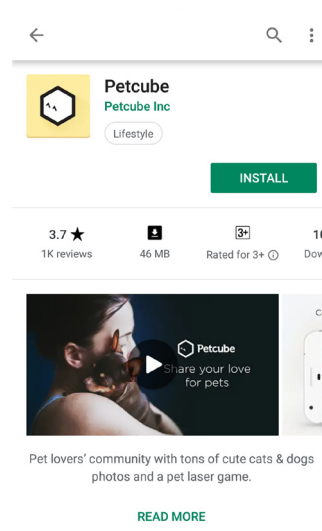 Petcube
Petcube Inc
Lifestyle
INSTALL
3.7 ★
1K reviews
46 MB
3+
Rated for 3+
Petcube
Share your love
for pets
Pet lovers' community with tons of cute cats & dogs
photos and a pet laser game.
READ MORE